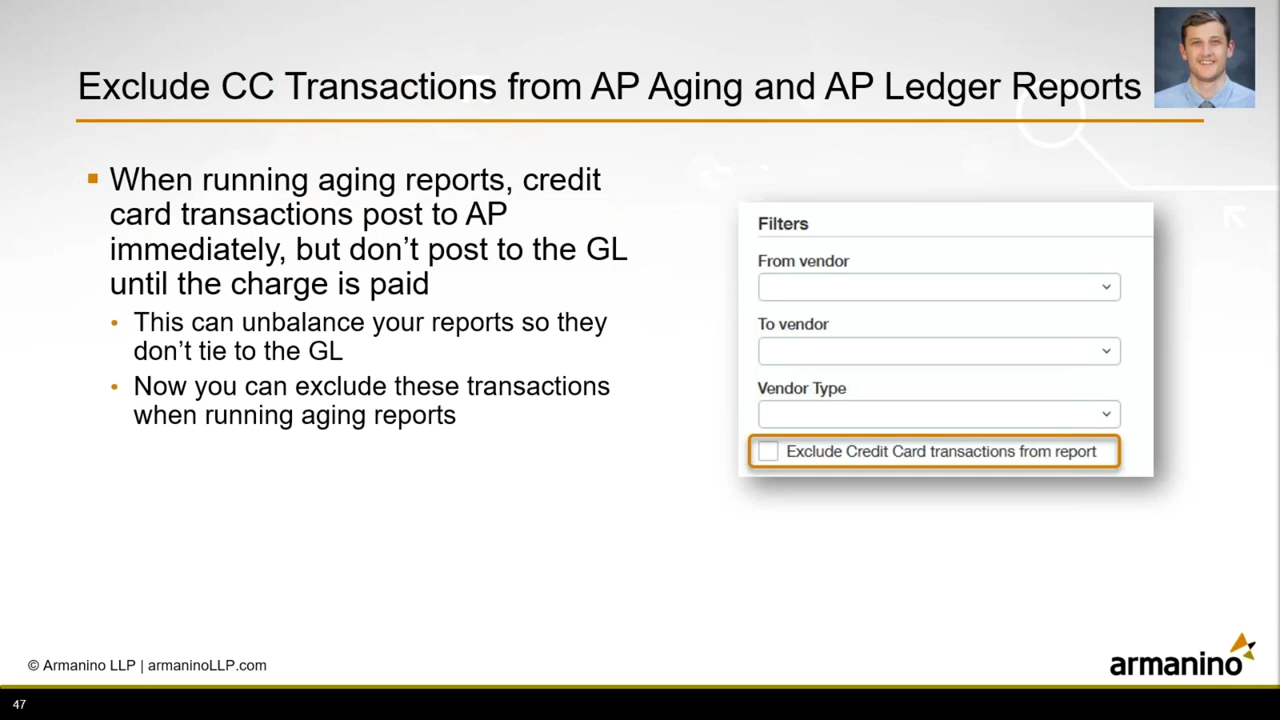 Exclude CC Transactions from AP Aging and AP Ledger Reports
When running aging reports, credit
card transactions post to AP
immediately, but don’t post to the GL
until the charge is paid
This can unbalance your reports so they
don’t tie to the GL
Now you can exclude these transactions
when running aging reports
Filters
From vendor
To vendor
Vendor Type
Exclude Credit Card transactions from report
© Armanino LLP | armaninoLLP.com
armanino
47